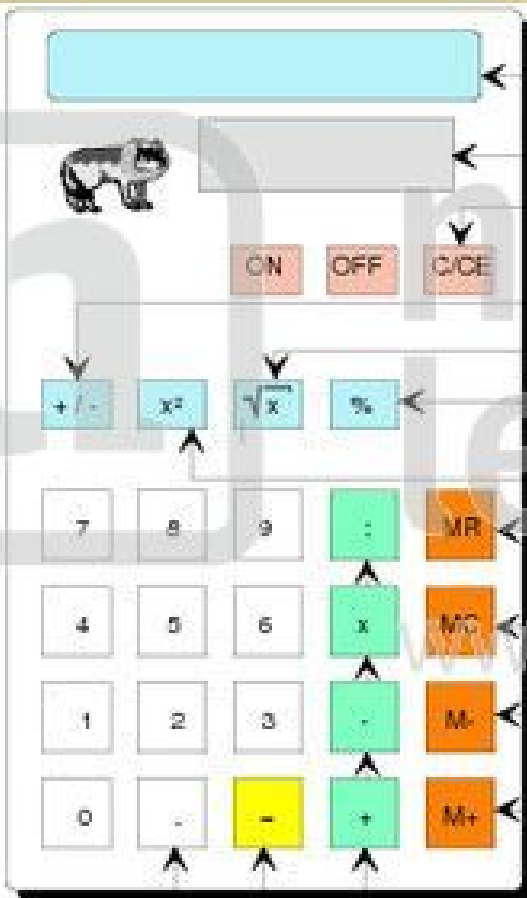 ON OFF C/CE
+ / - x² √x %
7 8 9 : MR
4 5 6 x MC
1 2 3 - M-
0 . = + M+